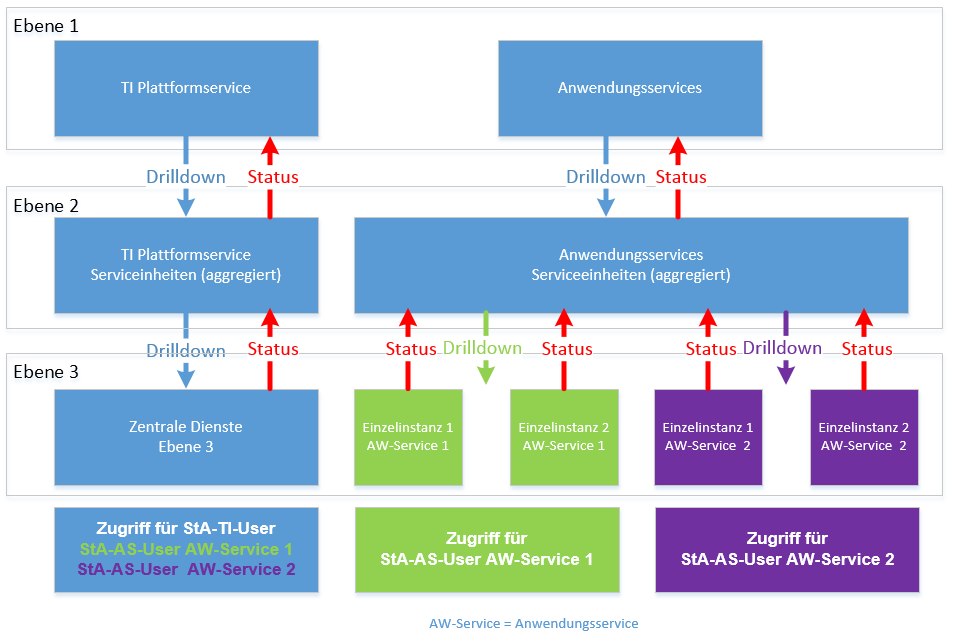 Ebene 1
TI Plattformservice
Anwendungsservices
Drilldown
Status
Drilldown
Status
Ebene 2
TI Plattformservice
Serviceinheiten (aggregiert)
Anwendungsservices
Serviceeinheiten (aggregiert)
Drilldown
Status
Status
Drilldown
Status
Status
Drilldown
Status
Ebene 3
Zentrale Dienste
Ebene 3
Einzelinstanz 1
AW-Service 1
Einzelinstanz 2
AW-Service 1
Einzelinstanz 1
AW-Service 2
Einzelinstanz 2
AW-Service 2
Zugriff für StA-TI-User
StA-AS-User AW-Service 1
StA-AS-User AW-Service 2
Zugriff für
StA-AS-User AW-Service 1
Zugriff für
StA-AS-User AW-Service 2
AW-Service = Anwendungsservice